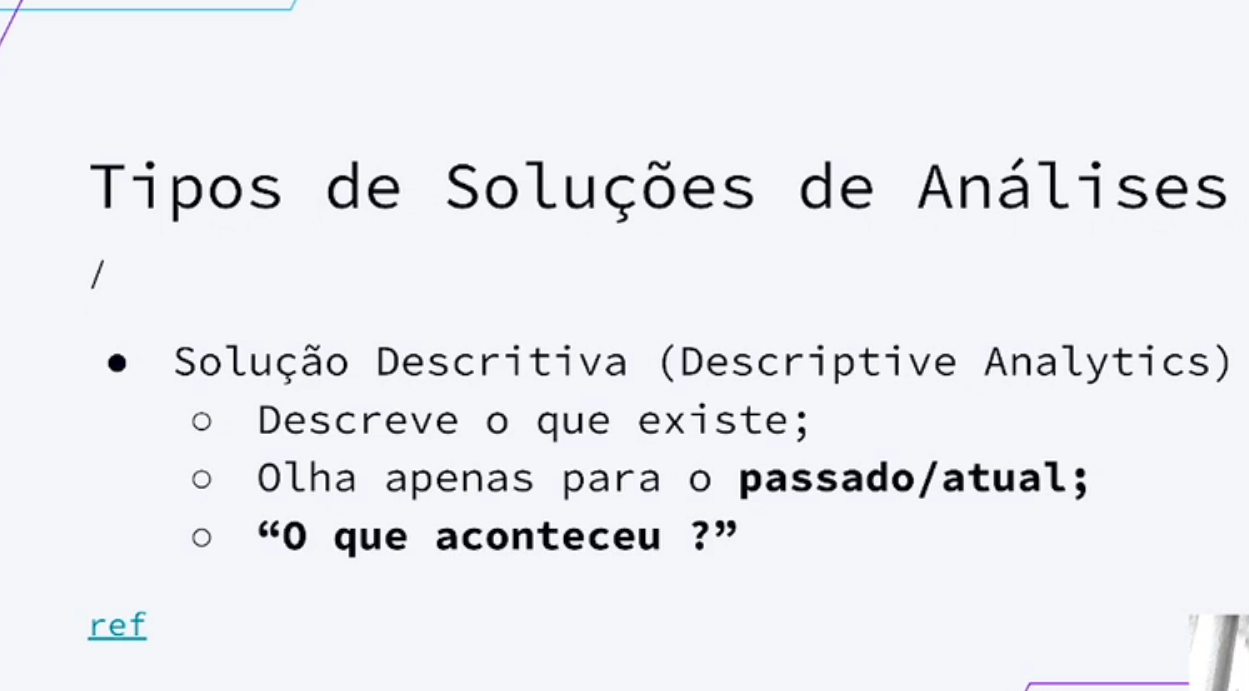 Tipos de Soluções de Análises
/
● Solução Descritiva (Descriptive Analytics)
○ Descreve o que existe;
○ Olha apenas para o passado/atual;
○ “O que aconteceu ?”
ref